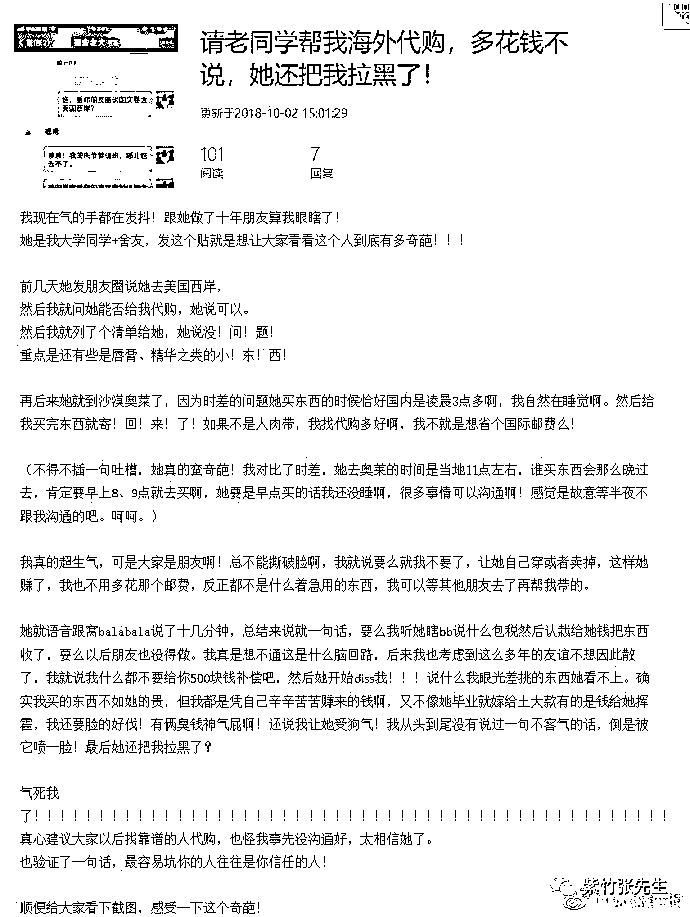 请老同学帮我海外代购，多花钱不
说，她还把我拉黑了！
更新于2018-10-02 15:01:29
101
7
阅读
回复
我现在气的手都在发抖！跟她做了十年朋友算我眼瞎了！
她是我大学同学+舍友，发这个贴就是想让大家看看这个人到底有多奇葩！！！
前几天她发朋友圈说她去美国西岸，
然后我就问她能否给我代购，她说可以。
然后我就列了个清单给她，她说没！问！题！
重点是还有些是唇膏、精华之类的小！东！西！
再后来她就到沙漠奥莱了，因为时差的问题她买东西的时候恰好国内是凌晨3点多啊，我自然在睡觉啊。然后给
我买完东西就寄！回！来！了！如果不是人肉带，我找代购多好啊，我不就是想省个国际邮费么！
（不得不插一句吐槽，她真的蛮奇葩！我对比了时差，她去奥莱的时间是当地11点左右，谁买东西会那么晚过
去，肯定要早上8、9点就去买啊，她要是早点买的话我还没睡啊，很多事情可以沟通啊！感觉是故意等半夜不
跟我沟通的吧。呵呵。）
我真的超生气，可是大家是朋友啊！总不能撕破脸啊，我就说要么就我不要了，让她自己穿或者卖掉，这样她
赚了，我也不用多花那个邮费，反正都不是什么着急用的东西，我可以等其他朋友去了再帮我带的。
她就语音跟窝balabala说了十几分钟，总结来说就一句话，要么我听她瞎bb说什么包税然后认栽给她钱把东西
收了，要么以后朋友也没得做。我真是想不通这是什么脑回路，后来我也考虑到这么多年的友谊不想因此散
了，我就说我什么都不要给你500块钱补偿吧，然后她开始diss我！！！说什么我眼光差挑的东西她看不上。确
实我买的东西不如她的贵，但我都是凭自己辛辛苦苦赚来的钱啊，又不像她毕业就嫁给土大款有的是钱给她挥
霍，我还要脸的好伐！有俩臭钱神气屁啊！还说我让她受狗气！我从头到尾没有说过一句不客气的话，倒是被
它喷一脸！最后她还把我拉黑了？
气死我
了！！！！！！！！！！！！！！！！！！！！！！！！！！！！！！！！！！！！！！！！！！！！！！！！
真心建议大家以后找靠谱的人代购，也怪我事先没沟通好，太相信她了。
也验证了一句话，最容易坑你的人往往是你信任的人！
顺便给大家看下截图，感受一下这个奇葩！
紫竹张先生